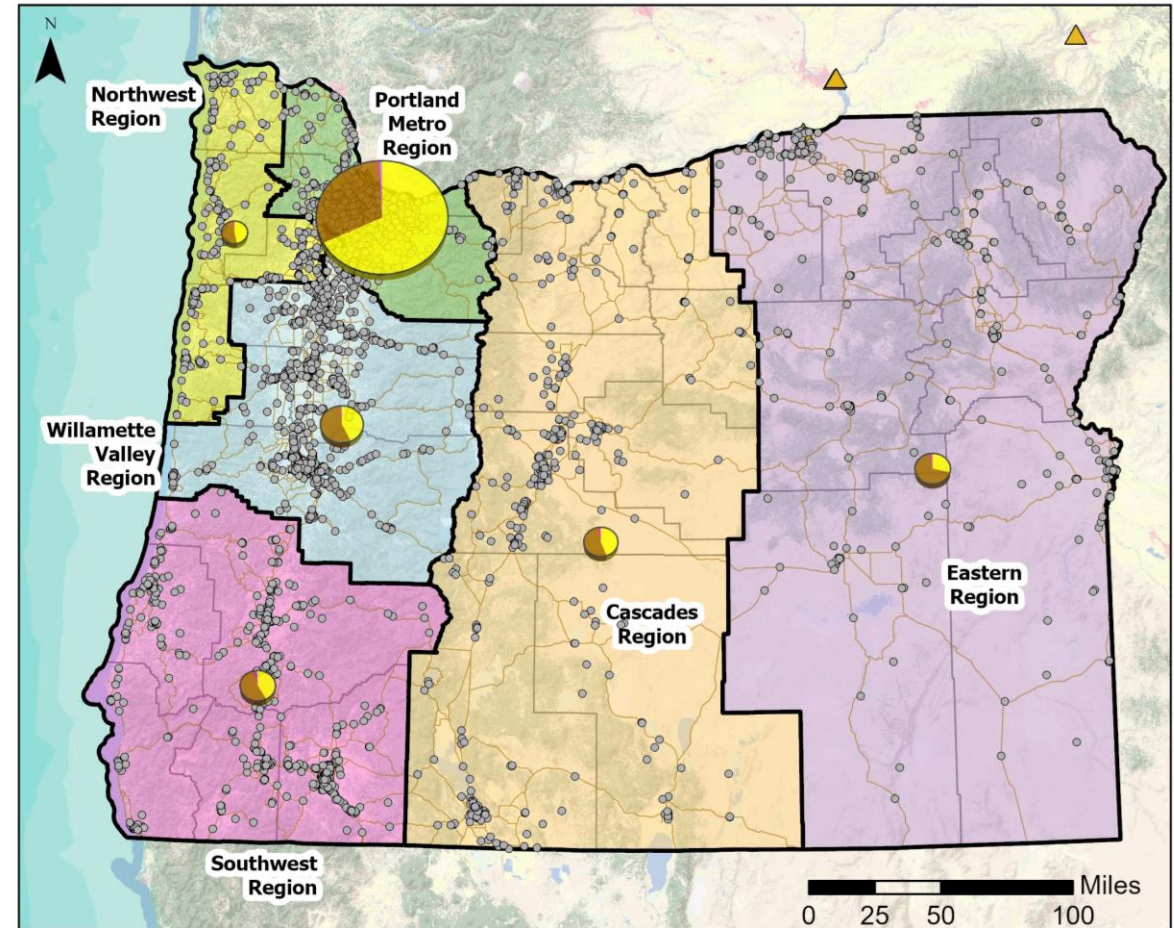 N
Northwest
Region
Portland
Metro
Region
Willamette
Valley
Region
Eastern
Region
Cascades
Region
Southwest
Region
Miles
0 25 50 100